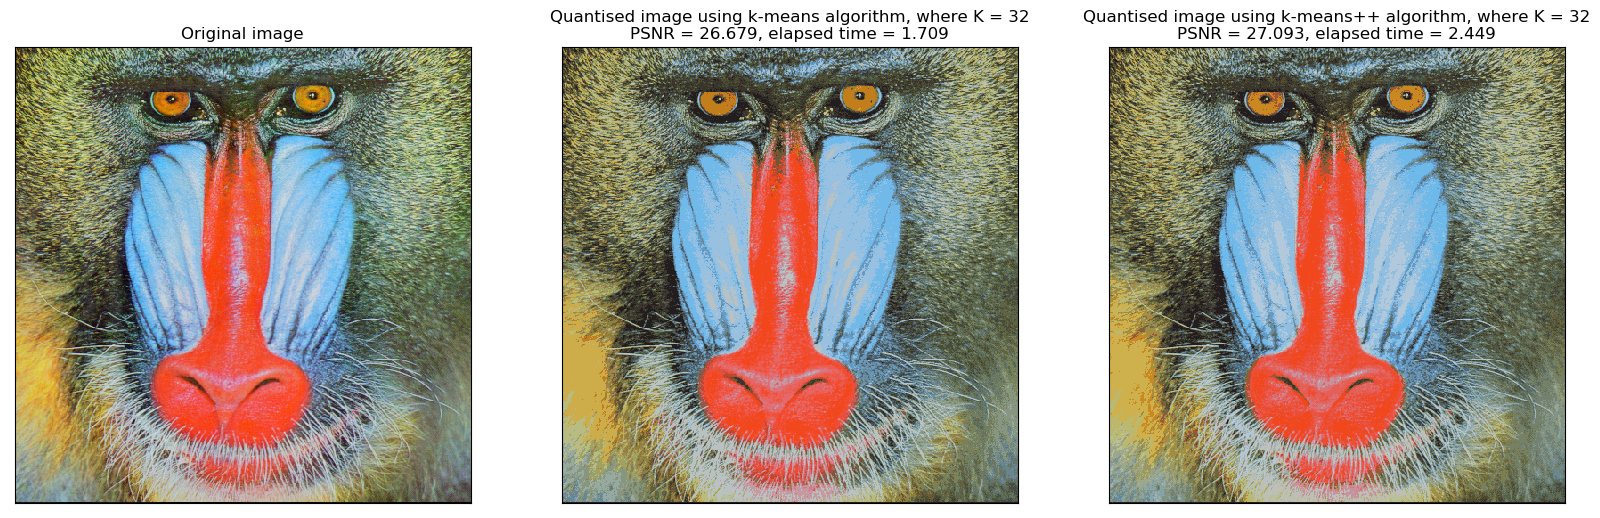 Original image
Quantised image using k-means algorithm, where K = 32
PSNR = 26.679, elapsed time = 1.709
Quantised image using k-means++ algorithm, where K = 32
PSNR = 27.093, elapsed time = 2.449